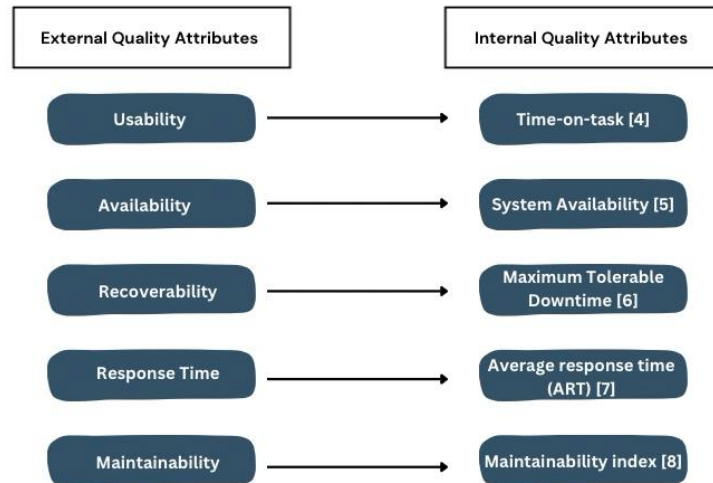 External Quality Attributes
Internal Quality Attributes
Usability
Time-on-task [4]
Availability
System Availability [5]
Recoverability
Maximum Tolerable
Downtime [6]
Response Time
Average response time
(ART) [7]
Maintainability
Maintainability index [8]